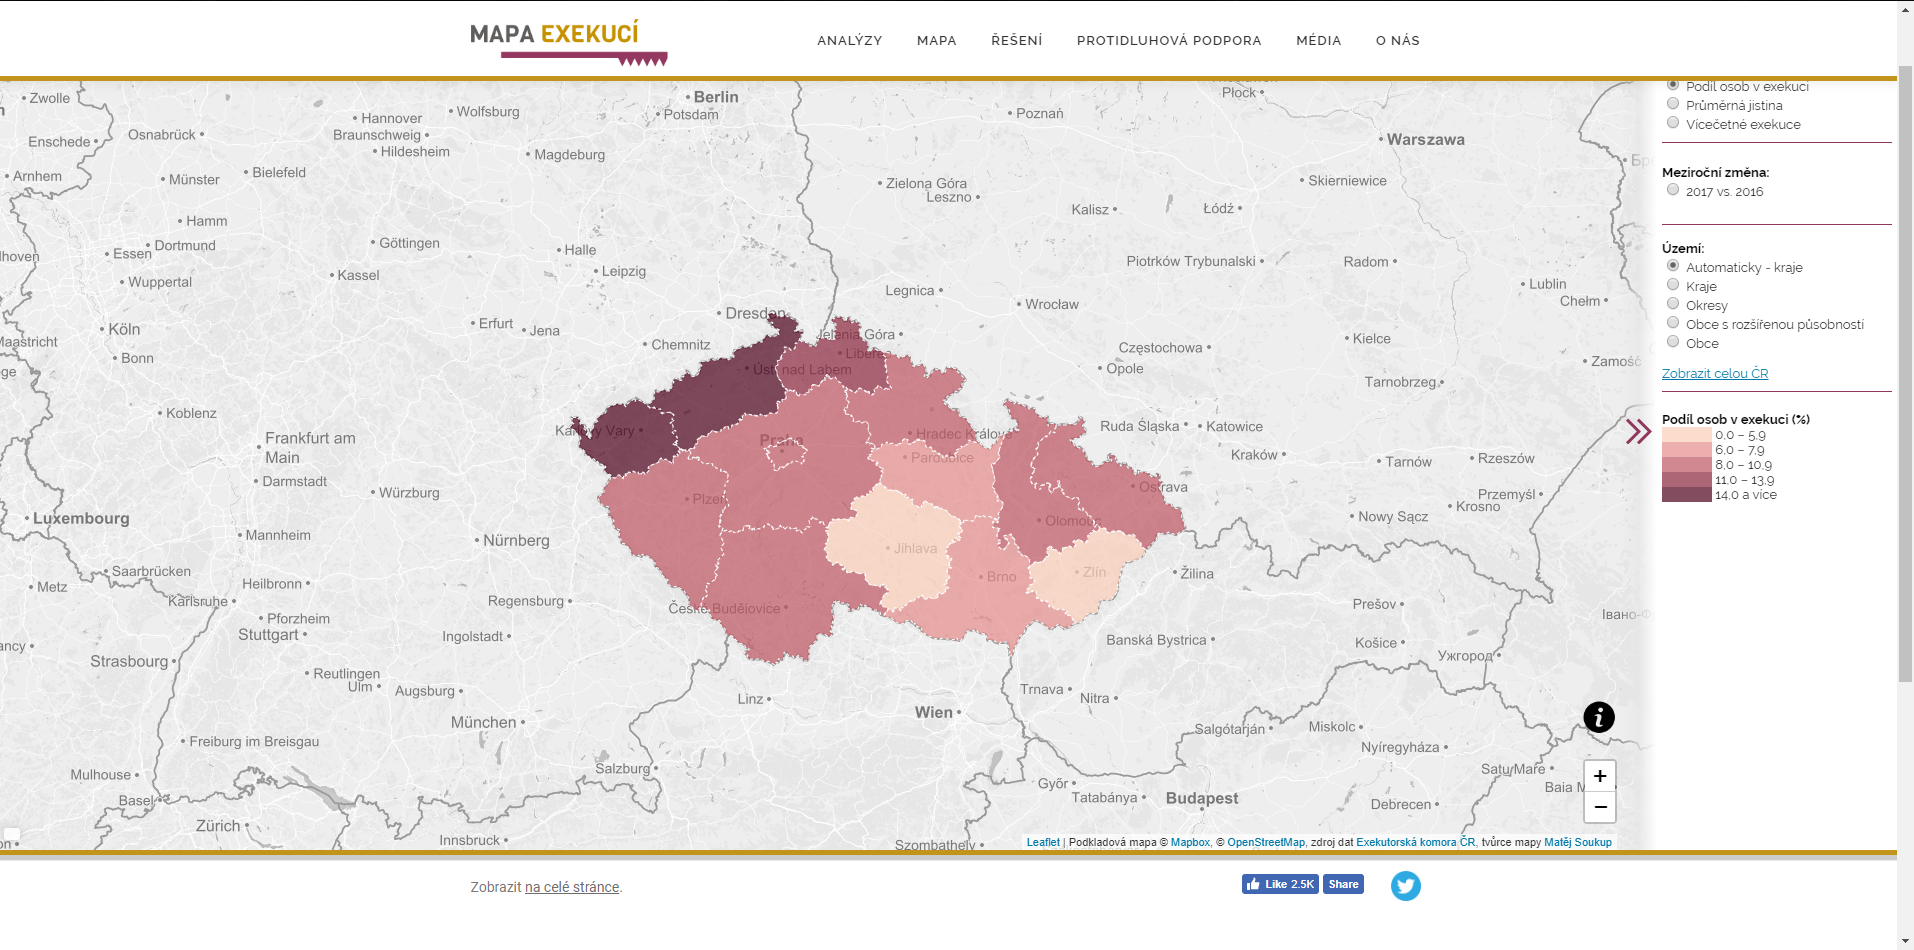 MAPA EXEKUCÍ
ANALÝZY
MAPA
ŘEŠENÍ
PROTIDLUHOVÁ PODPORA
MÉDIA
O NÁS
Podíl osob v exekuci
Průměrná jistina
Vícečetné exekuce
Meziroční změna:
2017 vs. 2016
Území:
Automaticky - kraje
Kraje
Okresy
Obce s rozšířenou působností
Obce
Zobrazit celou ČR
Podíl osob v exekuci (%)
0,0 – 5,9
6,0 – 7,9
8,0 – 10,9
11,0 – 13,9
14,0 a více
Zwolle
Berlin
Potsdam
Płock
Wolfsburg
Hannover
Braunschweig
Osnabrück
Enschede
Hildesheim
Magdeburg
Poznań
Warszawa
Arnhem
Münster
Bielefeld
Zielona Góra
Leszno
Skierniewice
Kalisz
Łódź
Hamm
Dortmund
Essen
Göttingen
Halle
Leipzig
Kassel
Wuppertal
Piotrków Trybunalski
Radom
Lublin
Chełm
Legnica
Wrocław
Köln
Bonn
Maastricht
Erfurt
Jena
Dresden
Chemnitz
Jelenia Góra
Liberec
Ústí nad Labem
Częstochowa
Opole
Kielce
Zamość
Tarnobrzeg
Koblenz
Frankfurt am
Main
Darmstadt
Würzburg
Karlovy Vary
Praha
Hradec Králové
Pardubice
Ruda Śląska
Katowice
Kraków
Tarnów
Rzeszów
Przemyśl
Krosno
Nowy Sącz
Luxembourg
Plzeň
Ostrava
Olomouc
Mannheim
Nürnberg
Jihlava
Brno
Zlín
Žilina
Saarbrücken
Metz
Heilbronn
Karlsruhe
Regensburg
České Budějovice
Prešov
Pforzheim
Stuttgart
Ingolstadt
Banská Bystrica
Košice
Ужгород
Strasbourg
Reutlingen
Ulm
Augsburg
Linz
Trnava
Nitra
München
Wien
Salgótarján
Miskolc
Nyíregyháza
Freiburg im Breisgau
Mulhouse
Basel
Salzburg
Győr
Tatabánya
Budapest
Satu Mare
Debrecen
Zürich
Innsbruck
Szombathely
i
+
−
Leaflet | Podkladová mapa © Mapbox, © OpenStreetMap, zdroj dat Exekutorská komora ČR, tvůrce mapy Matěj Soukup
Zobrazit na celé stránce.
Like 2.5K
Share